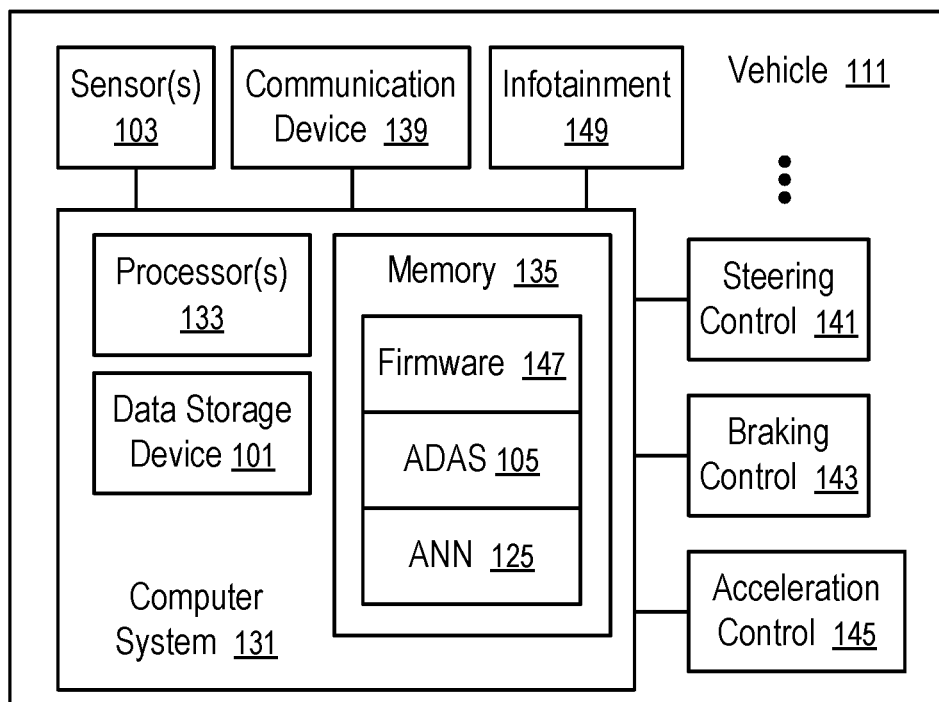 Sensor(s)
103
Communication
Device 139
Infotainment
149
Vehicle 111
Processor(s)
133
Data Storage
Device 101
Computer
System 131
Memory 135
Firmware 147
ADAS 105
ANN 125
Steering
Control 141
Braking
Control 143
Acceleration
Control 145